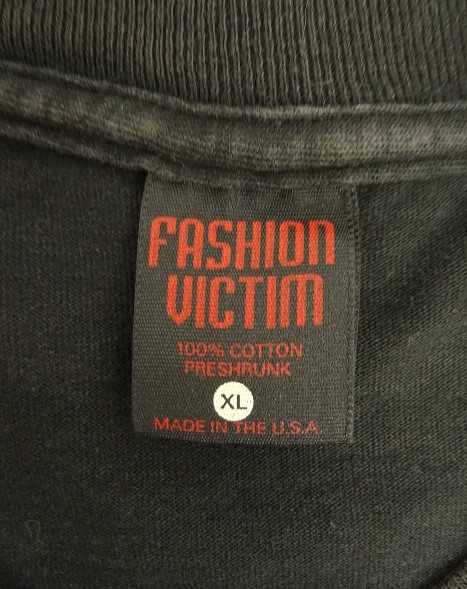 FASHION
VICTIM
100% COTTON
PRESHRUNK
XL
MADE IN THE U.S.A.